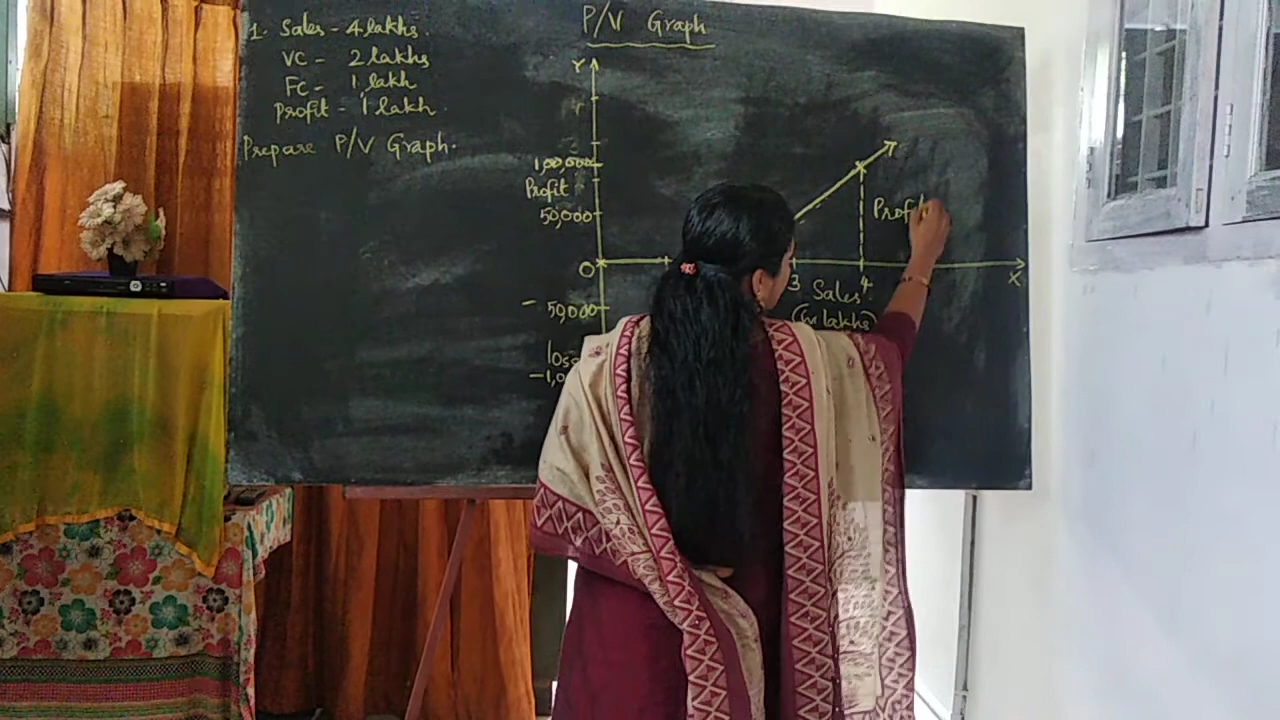 1. Sales - 4 lakhs.
VC - 2 lakhs
FC - 1 lakh
Profit - 1 lakh.
Prepare P/V Graph.
P/V Graph
Y
1,00,000
Profit
50,000
0
- 50,000
X
3
4
Sales
(in lakhs)